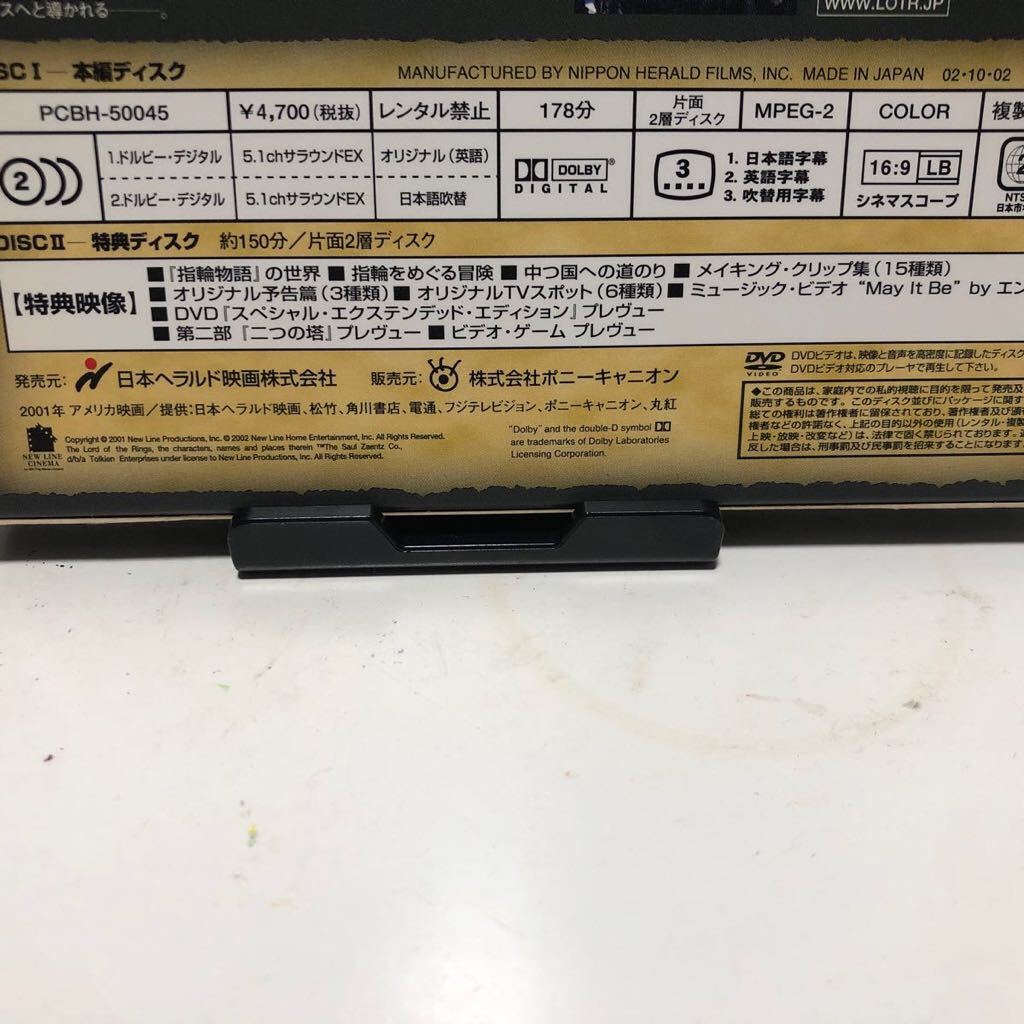 スへと導かれる――。
WWW.LOTR.JP
SC I ― 本編ディスク
MANUFACTURED BY NIPPON HERALD FILMS, INC. MADE IN JAPAN 02・10・02
PCBH-50045 ￥4,700（税抜） レンタル禁止 178分 片面 2層ディスク MPEG-2 COLOR 複製
2
1.ドルビー・デジタル 5.1chサラウンドEX オリジナル（英語）
2.ドルビー・デジタル 5.1chサラウンドEX 日本語吹替
DOLBY®
DIGITAL
3
1. 日本語字幕
2. 英語字幕
3. 吹替用字幕
16:9 LB
シネマスコープ
2
NTS
日本市
DISC II ― 特典ディスク 約150分／片面2層ディスク
【特典映像】
■『指輪物語』の世界 ■ 指輪をめぐる冒険 ■ 中つ国への道のり ■ メイキング・クリップ集（15種類）
■ オリジナル予告篇（3種類）■ オリジナルTVスポット（6種類）■ ミュージック・ビデオ “May It Be” by エン
■ DVD『スペシャル・エクステンデッド・エディション』プレヴュー
■ 第二部『二つの塔』プレヴュー ■ ビデオ・ゲーム プレヴュー
発売元: 日本ヘラルド映画株式会社 販売元: 株式会社ポニーキャニオン
2001年 アメリカ映画／提供：日本ヘラルド映画、松竹、角川書店、電通、フジテレビジョン、ポニーキャニオン、丸紅
NEW LINE
CINEMA
Copyright © 2001 New Line Productions, Inc. © 2002 New Line Home Entertainment, Inc. All Rights Reserved.
The Lord of the Rings, the characters, names and places therein ™The Saul Zaentz Co.,
d/b/a Tolkien Enterprises under license to New Line Productions, Inc. All Rights Reserved.
"Dolby" and the double-D symbol
are trademarks of Dolby Laboratories
Licensing Corporation.
DVD
VIDEO
DVDビデオは、映像と音声を高密度に記録したディスク
DVDビデオ対応のプレーヤで再生して下さい。
◆この商品は、家庭内での私的視聴に目的を限って発売及
販売するものです。このディスク並びにパッケージに関す
総ての権利は著作権者に留保されており、著作権者及び頒
権者などの許諾なく、上記の目的以外の使用（レンタル・複製
上映・放映・改変など）は、法律で固く禁じられております。
反した場合は、刑事罰及び民事罰を招来することになります。